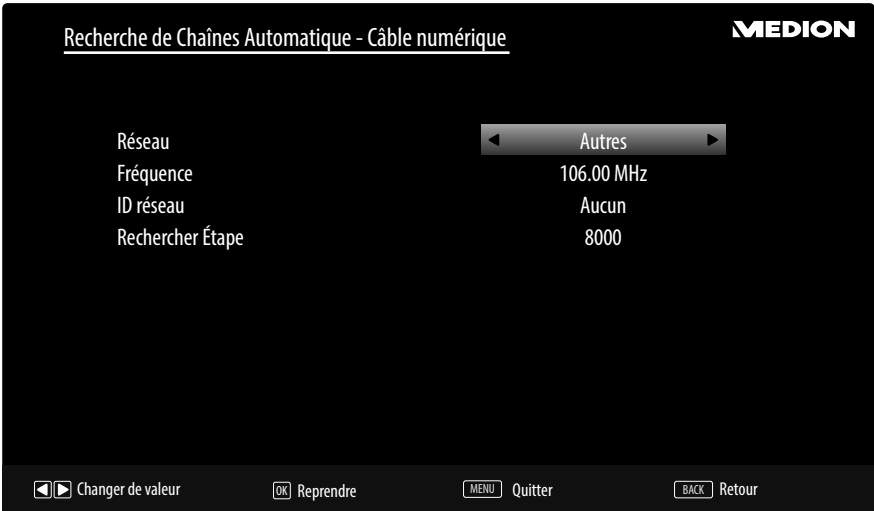 Recherche de Chaînes Automatique - Câble numérique
MEDION
Réseau Autres
Fréquence 106.00 MHz
ID réseau Aucun
Rechercher Étape 8000
Changer de valeur OK Reprendre MENU Quitter BACK Retour